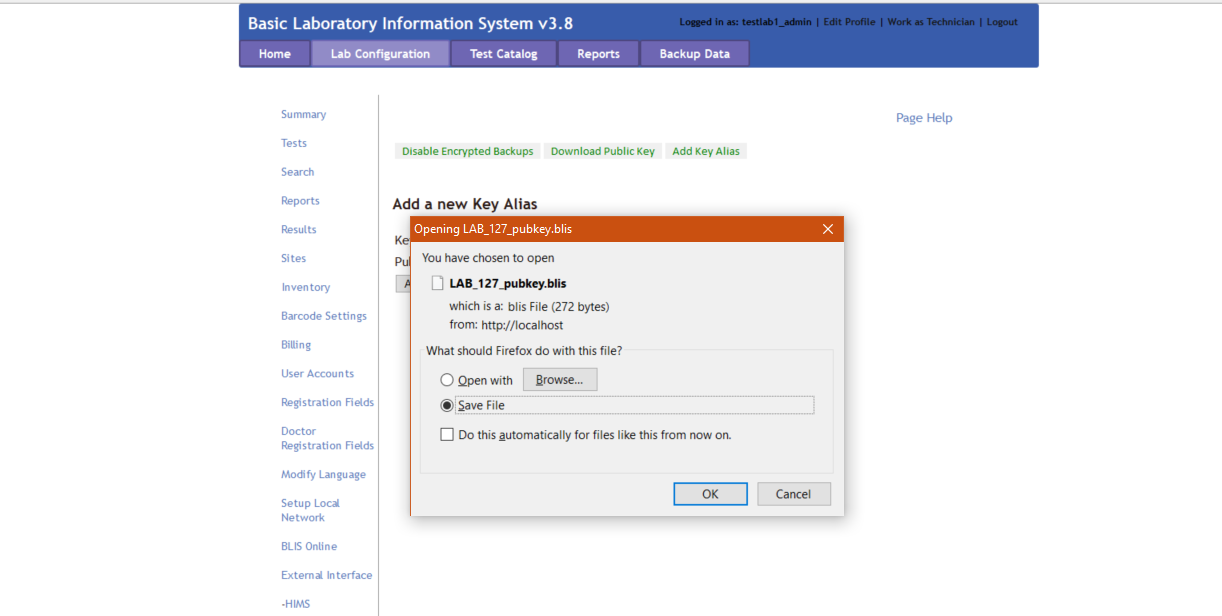 Basic Laboratory Information System v3.8
Logged in as: testlab1_admin | Edit Profile | Work as Technician | Logout
Home Lab Configuration Test Catalog Reports Backup Data
Summary
Tests
Search
Reports
Results
Sites
Inventory
Barcode Settings
Billing
User Accounts
Registration Fields
Doctor
Registration Fields
Modify Language
Setup Local
Network
BLIS Online
External Interface
-HIMS
Page Help
Disable Encrypted Backups Download Public Key Add Key Alias
Add a new Key Alias
Ke
Pu
A
Opening LAB_127_pubkey.blis
You have chosen to open
LAB_127_pubkey.blis
which is a: blis File (272 bytes)
from: http://localhost
What should Firefox do with this file?
Open with Browse...
Save File
Do this automatically for files like this from now on.
OK Cancel